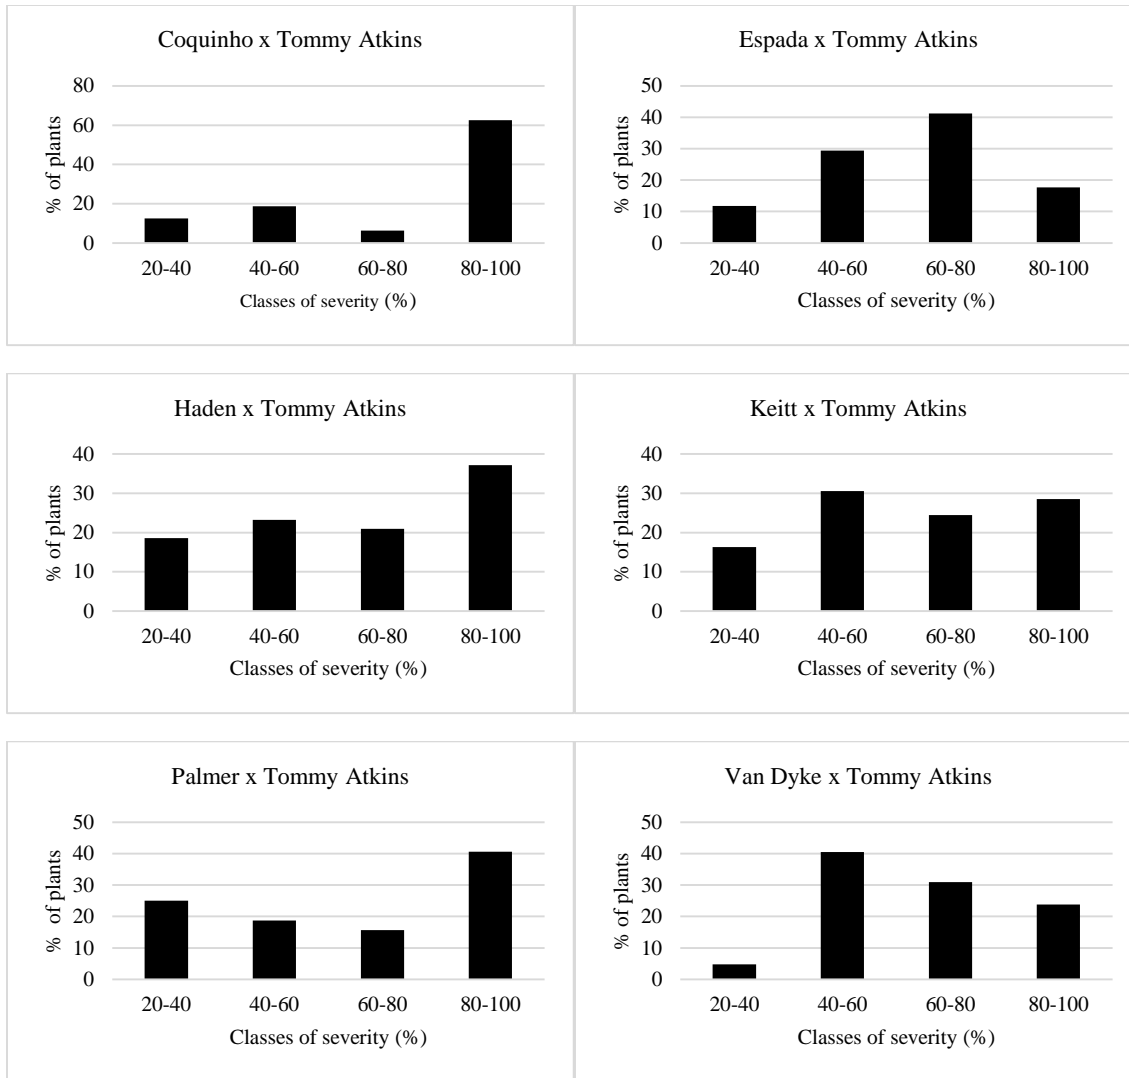 Coquinho x Tommy Atkins
80
60
40
20
0
% of plants
20-40 40-60 60-80 80-100
Classes of severity (%)
Espada x Tommy Atkins
50
40
30
20
10
0
% of plants
20-40 40-60 60-80 80-100
Classes of severity (%)
Haden x Tommy Atkins
40
30
20
10
0
% of plants
20-40 40-60 60-80 80-100
Classes of severity (%)
Keitt x Tommy Atkins
40
30
20
10
0
% of plants
20-40 40-60 60-80 80-100
Classes of severity (%)
Palmer x Tommy Atkins
50
40
30
20
10
0
% of plants
20-40 40-60 60-80 80-100
Classes of severity (%)
Van Dyke x Tommy Atkins
50
40
30
20
10
0
% of plants
20-40 40-60 60-80 80-100
Classes of severity (%)